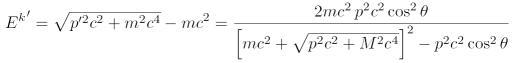 $E^{k'} = \sqrt{p'^2c^2 + m^2c^4} - mc^2 = \dfrac{2mc^2\, p^2c^2 \cos^2\theta}{\left[mc^2 + \sqrt{p^2c^2 + M^2c^4}\right]^2 - p^2c^2\cos^2\theta}$